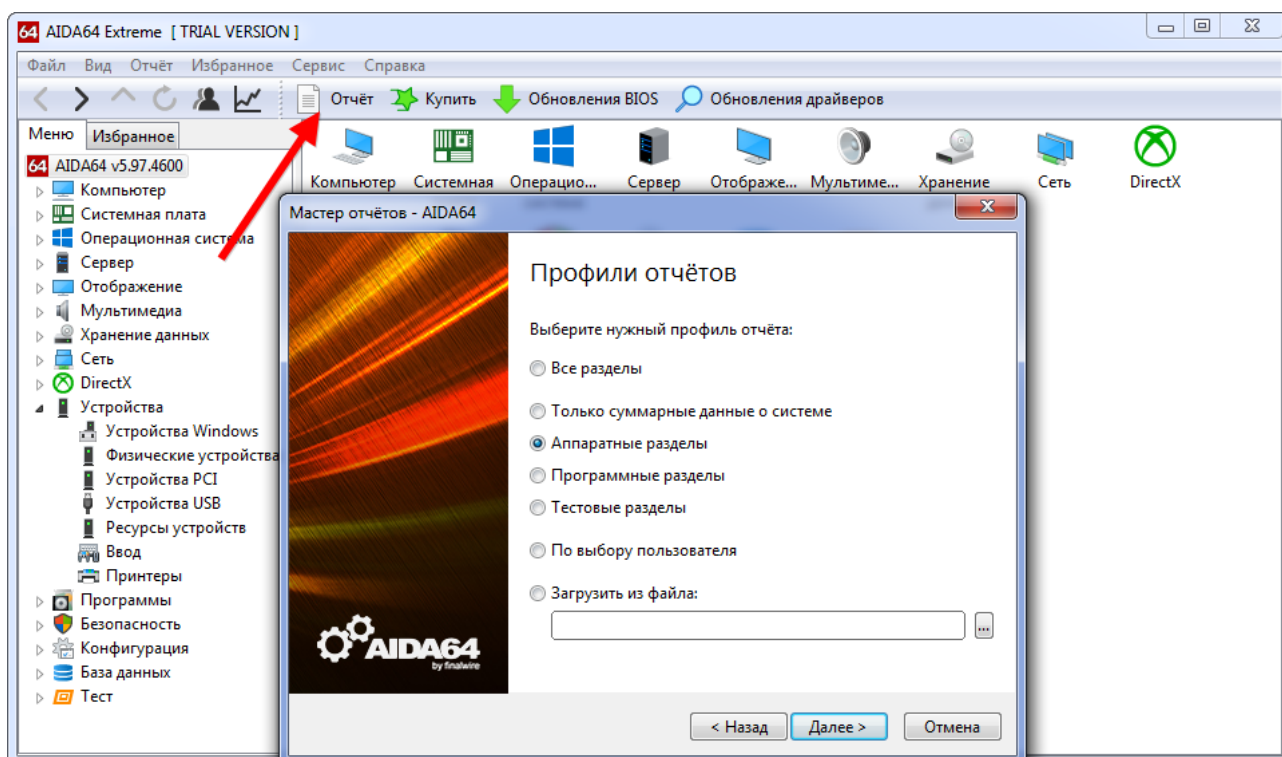 64 AIDA64 Extreme [ TRIAL VERSION ]
Файл Вид Отчёт Избранное Сервис Справка
Отчёт Купить Обновления BIOS Обновления драйверов
Меню Избранное
64 AIDA64 v5.97.4600
Компьютер
Системная плата
Операционная система
Сервер
Отображение
Мультимедиа
Хранение данных
Сеть
DirectX
Устройства
Устройства Windows
Физические устройства
Устройства PCI
Устройства USB
Ресурсы устройств
Ввод
Принтеры
Программы
Безопасность
Конфигурация
База данных
Тест
Компьютер Системная Операцио... Сервер Отображе... Мультиме... Хранение Сеть DirectX
Мастер отчётов - AIDA64
Профили отчётов
Выберите нужный профиль отчёта:
Все разделы
Только суммарные данные о системе
Аппаратные разделы
Программные разделы
Тестовые разделы
По выбору пользователя
Загрузить из файла:
...
AIDA64
by finalwire
< Назад Далее > Отмена